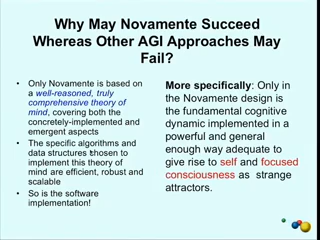 Why May Novamente Succeed
Whereas Other AGI Approaches May
Fail?
• Only Novamente is based on
a well-reasoned, truly
comprehensive theory of
mind, covering both the
concretely-implemented and
emergent aspects
• The specific algorithms and
data structures chosen to
implement this theory of
mind are efficient, robust and
scalable
• So is the software
implementation!
More specifically: Only in
the Novamente design is
the fundamental cognitive
dynamic implemented in a
powerful and general
enough way adequate to
give rise to self and focused
consciousness as strange
attractors.